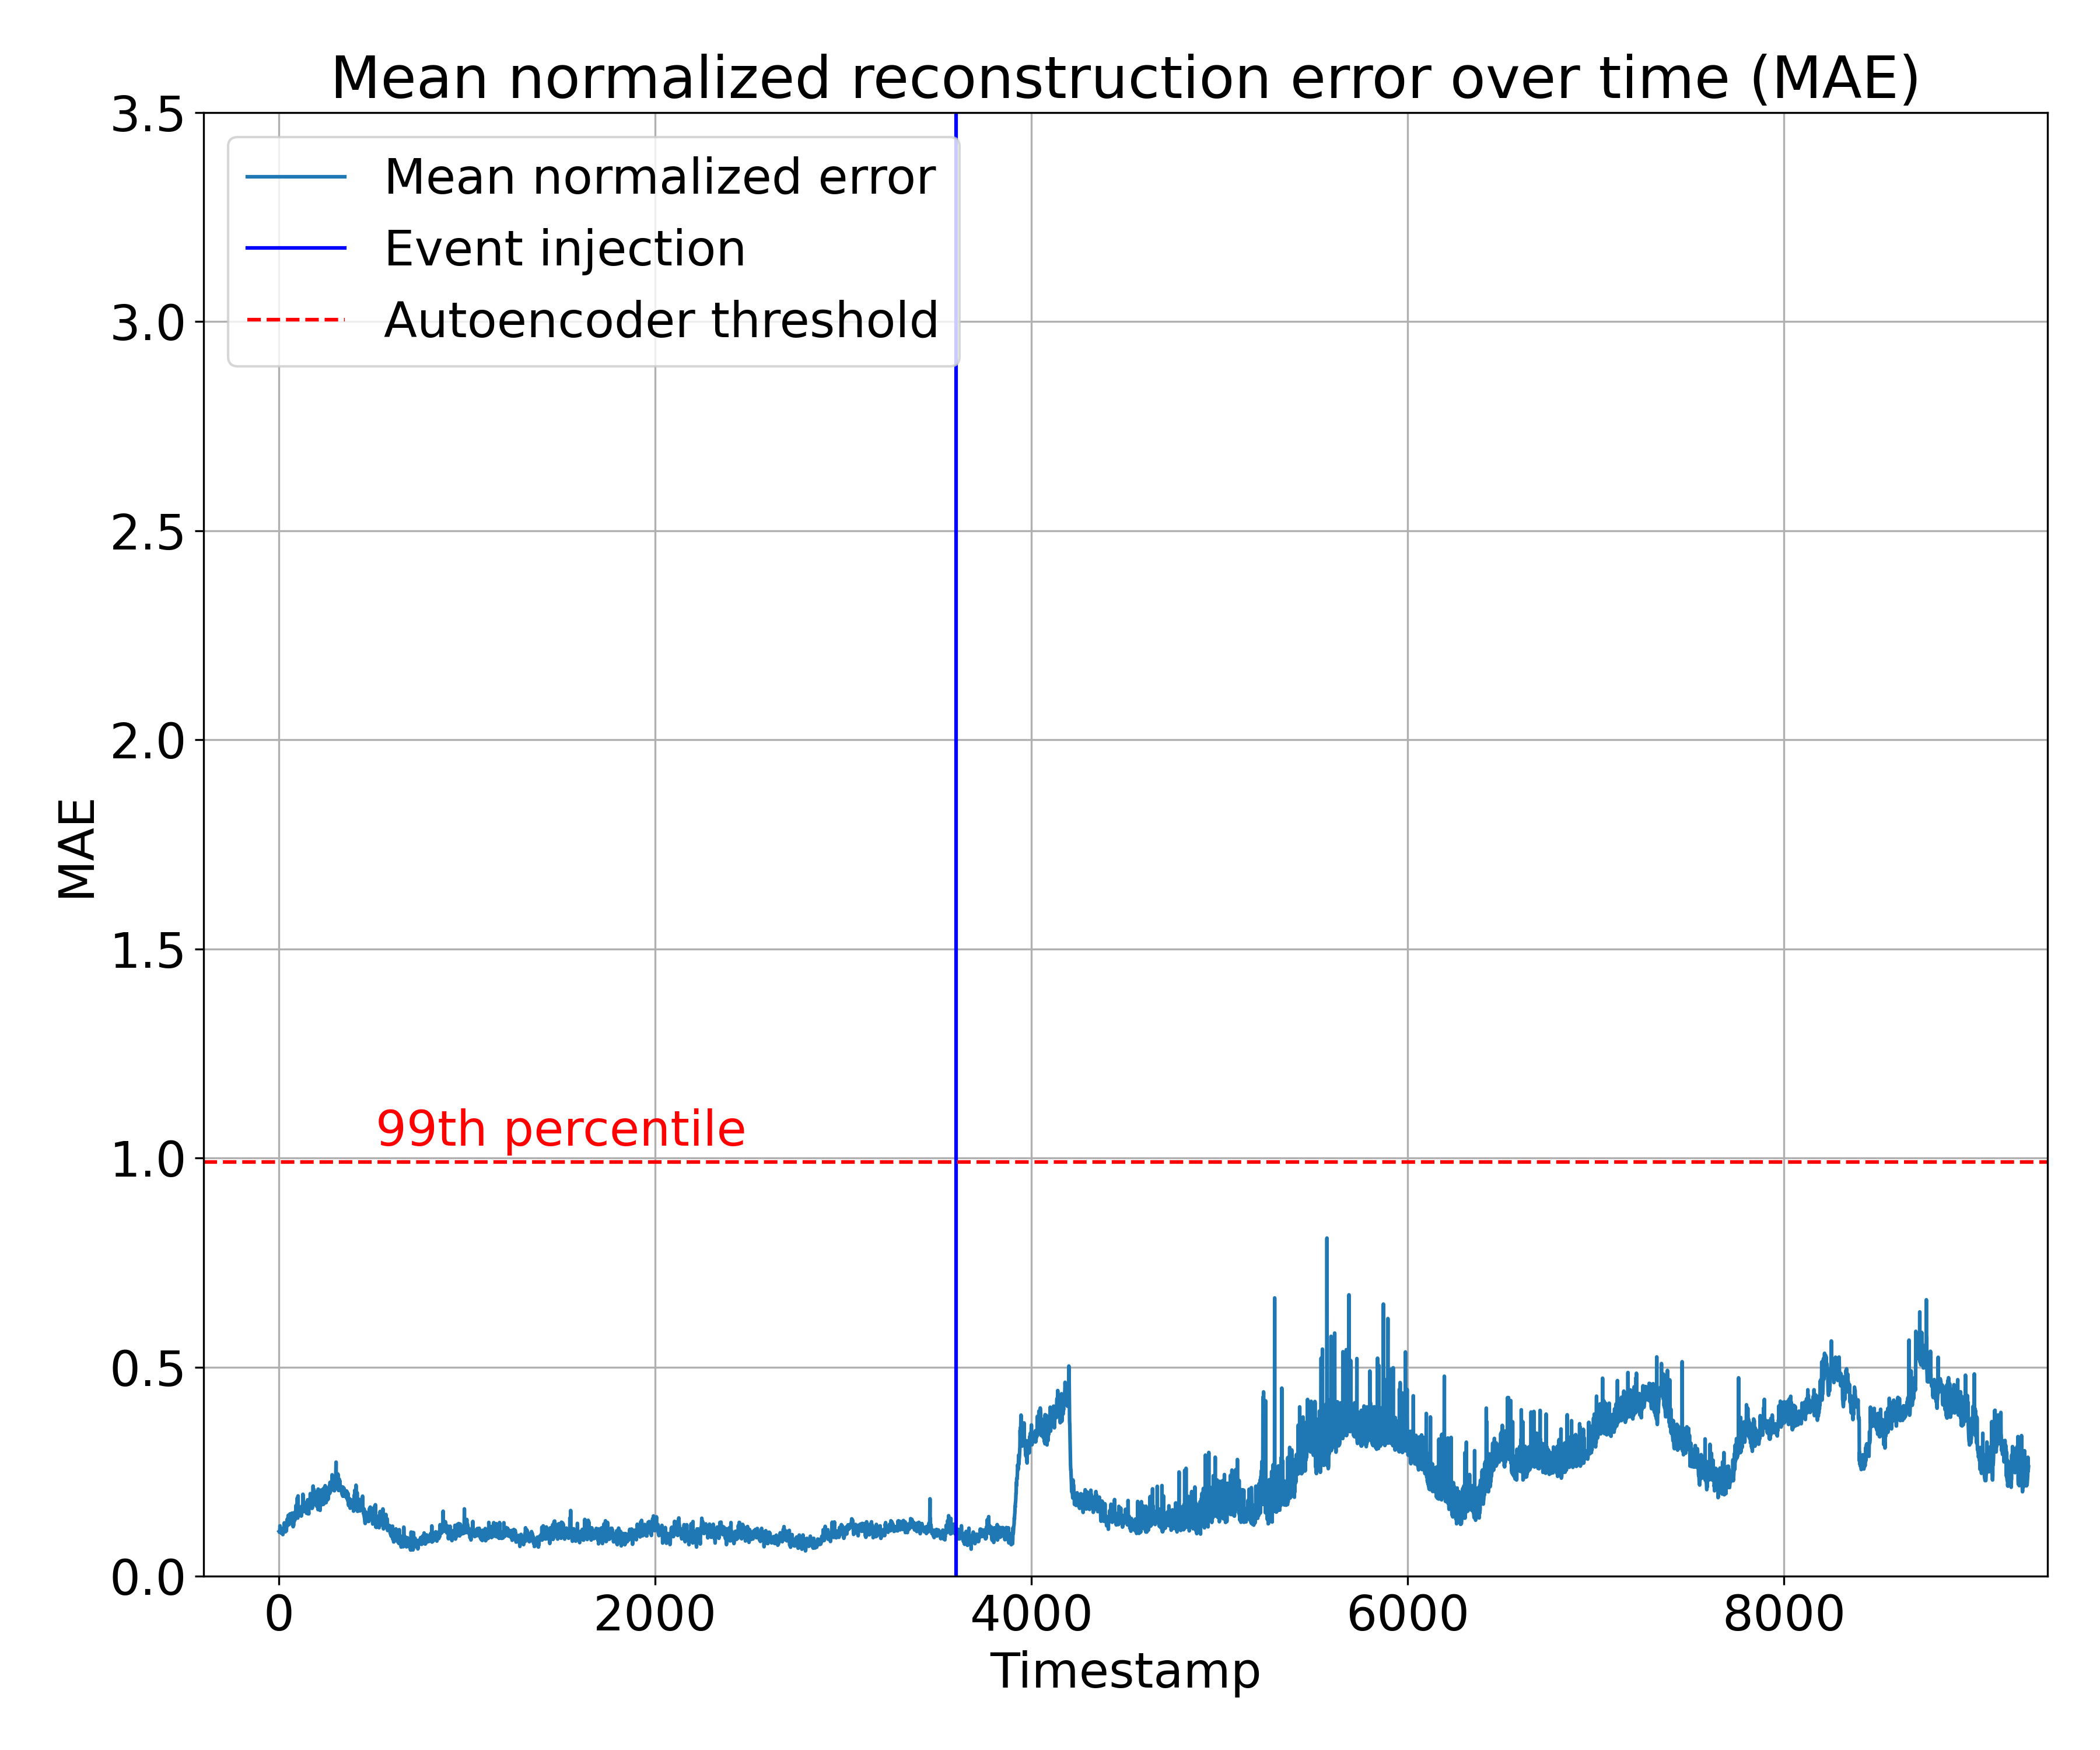 Mean normalized reconstruction error over time (MAE)
3.5
3.0
2.5
2.0
1.5
1.0
0.5
0.0
MAE
Mean normalized error
Event injection
Autoencoder threshold
99th percentile
0 2000 4000 6000 8000
Timestamp